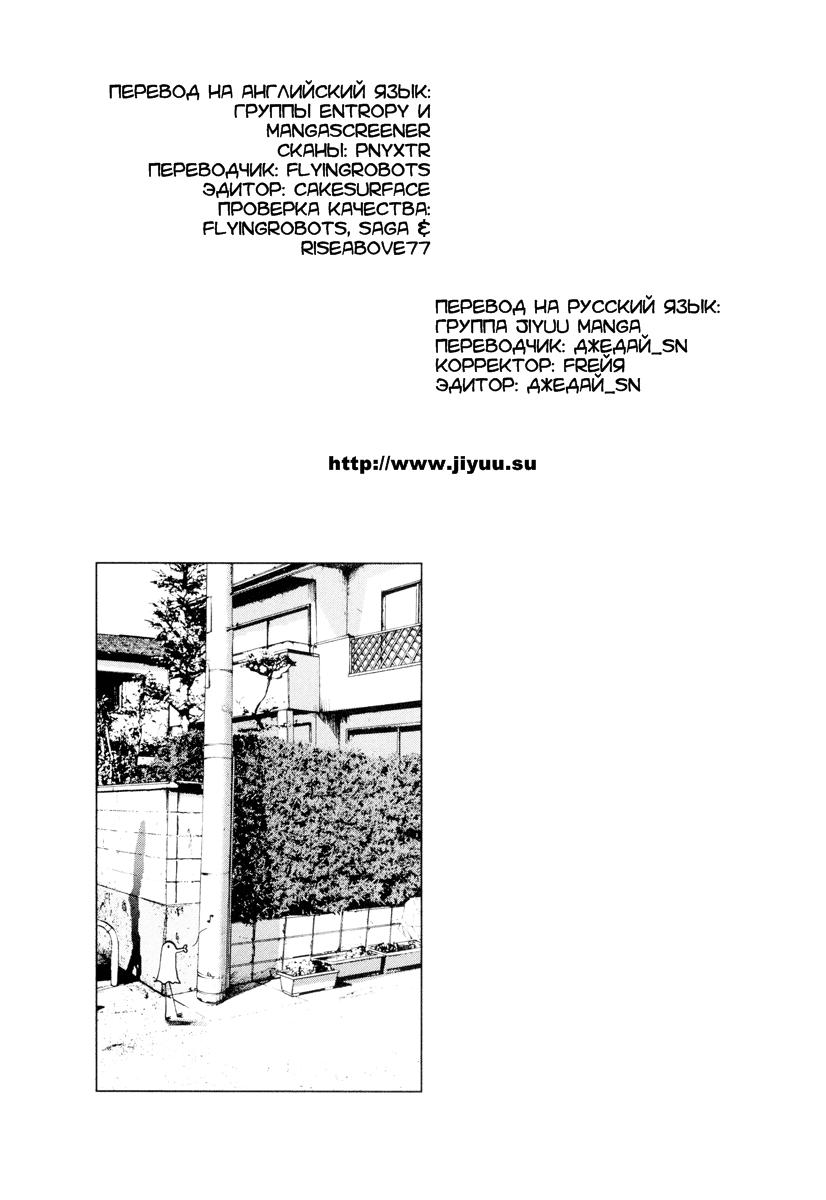 ПЕРЕВОД НА АНГЛИЙСКИЙ ЯЗЫК:
ГРУППЫ ENTROPY И
MANGASCREENER
СКАНЫ: PNYXTR
ПЕРЕВОДЧИК: FLYINGROBOTS
ЭДИТОР: CAKESURFACE
ПРОВЕРКА КАЧЕСТВА:
FLYINGROBOTS, SAGA &
RISEABOVE77
ПЕРЕВОД НА РУССКИЙ ЯЗЫК:
ГРУППА JIYUU MANGA
ПЕРЕВОДЧИК: ДЖЕДАЙ_SN
КОРРЕКТОР: FRЕЙЯ
ЭДИТОР: ДЖЕДАЙ_SN
http://www.jiyuu.su